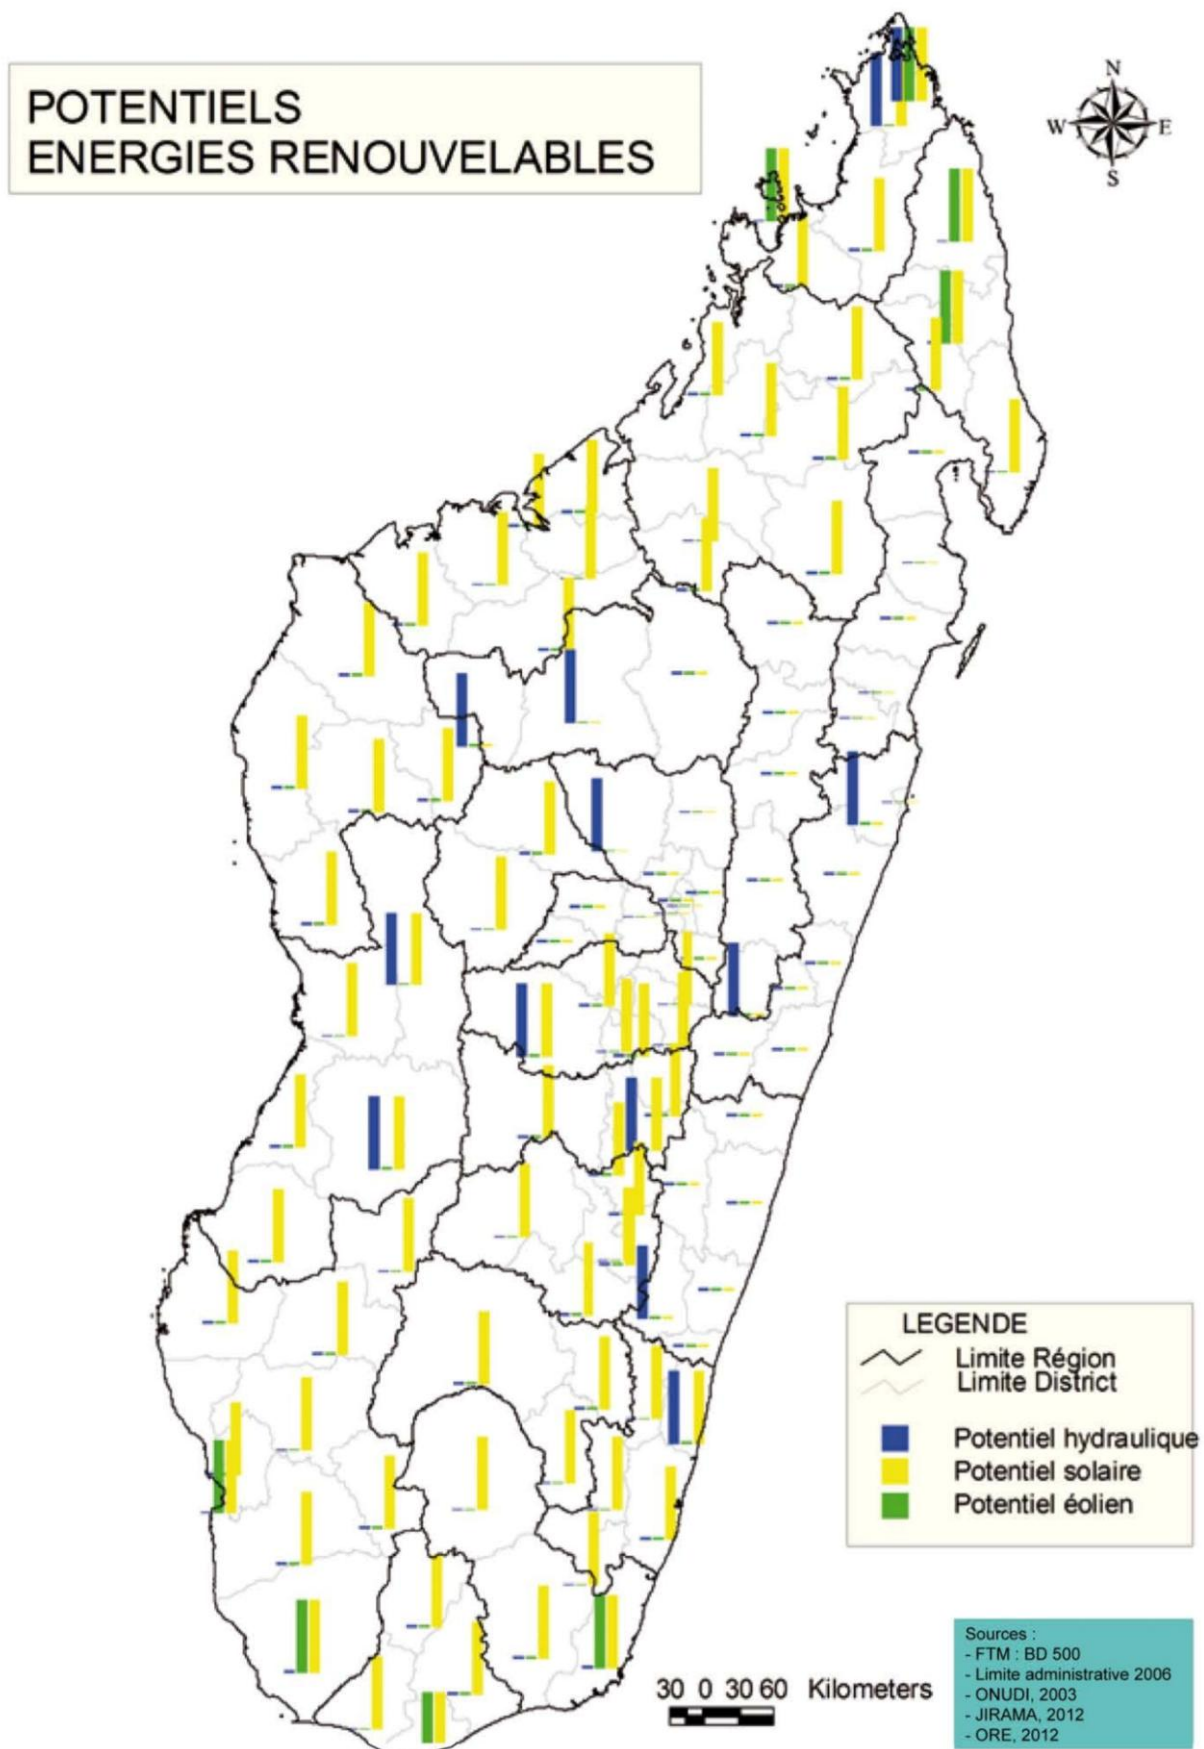 POTENTIELS
ENERGIES RENOUVELABLES
N
W E
S
LEGENDE
Limite Région
Limite District
Potentiel hydraulique
Potentiel solaire
Potentiel éolien
30 0 30 60 Kilometers
Sources :
- FTM : BD 500
- Limite administrative 2006
- ONUDI, 2003
- JIRAMA, 2012
- ORE, 2012